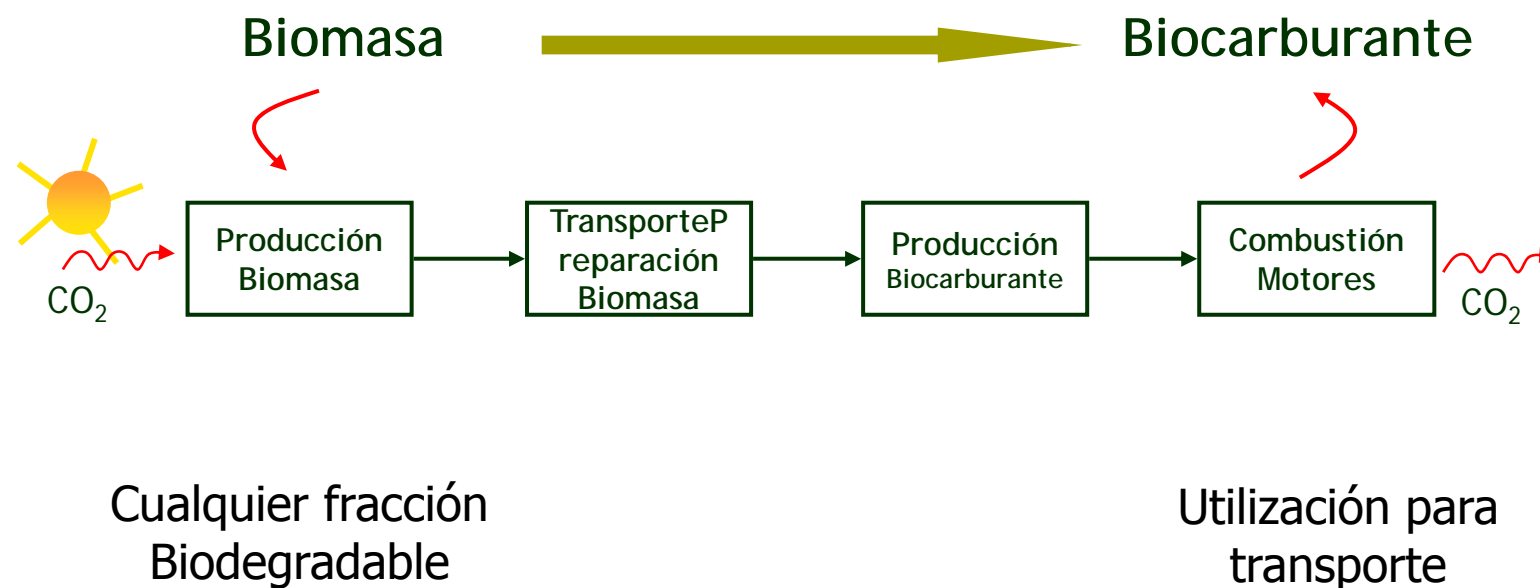 Biomasa
Biocarburante
Producción
Biomasa
TransporteP
reparación
Biomasa
Producción
Biocarburante
Combustión
Motores
CO₂
CO₂
Cualquier fracción
Biodegradable
Utilización para
transporte